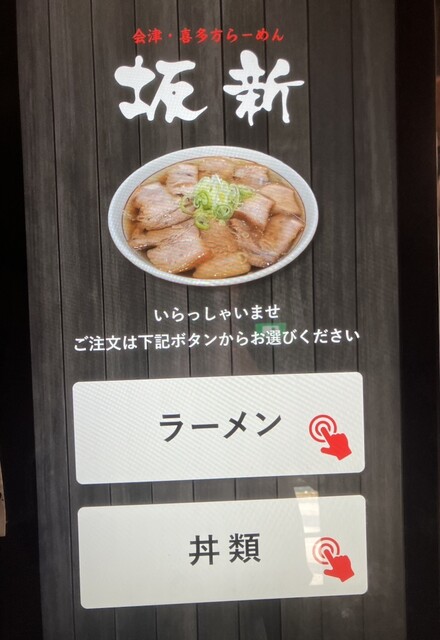 会津・喜多方らーめん
坂新
いらっしゃいませ
ご注文は下記ボタンからお選びください
ラーメン
丼類